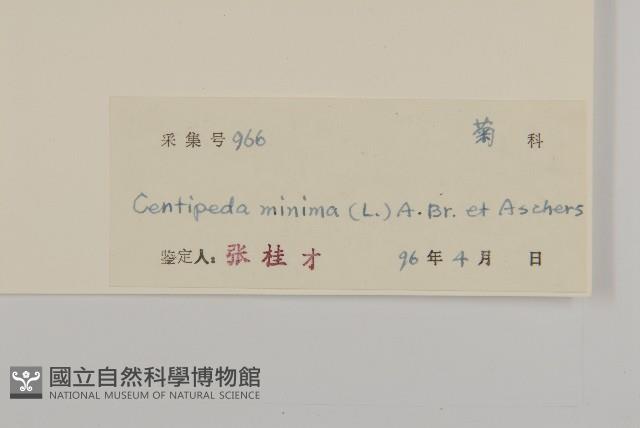 采集号 966 菊 科
Centipeda minima (L.) A. Br. et Aschers
鉴定人: 张桂才 96 年 4 月 日
國立自然科學博物館
NATIONAL MUSEUM OF NATURAL SCIENCE